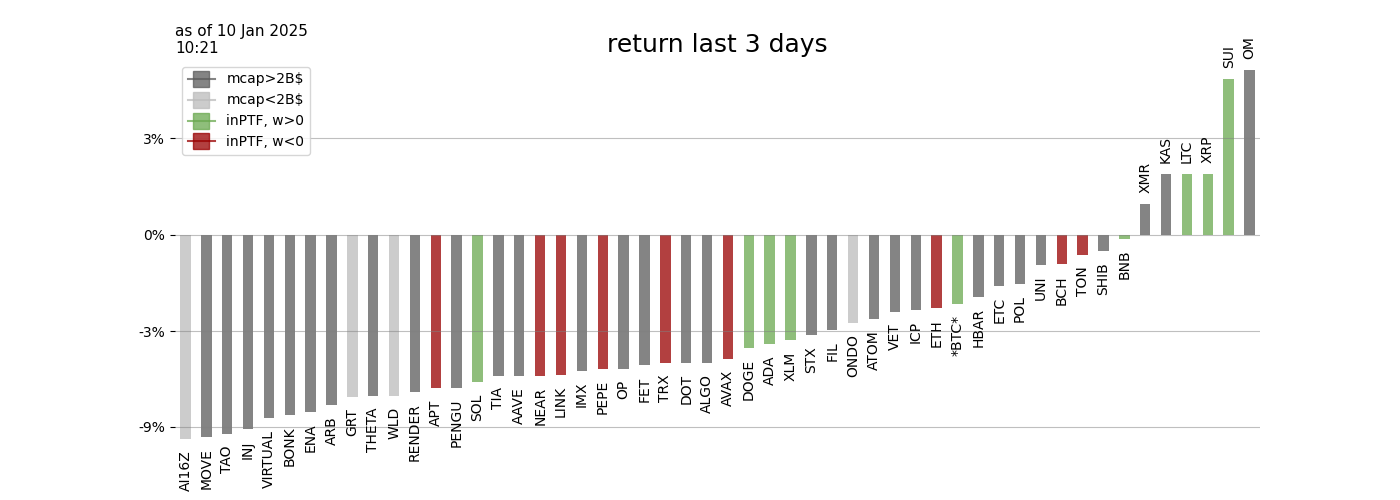 as of 10 Jan 2025
10:21
return last 3 days
mcap>2B$
mcap<2B$
inPTF, w>0
inPTF, w<0
3%
0%
-3%
-9%
AI16Z
MOVE
TAO
INJ
VIRTUAL
BONK
ENA
ARB
GRT
THETA
WLD
RENDER
APT
PENGU
SOL
TIA
AAVE
NEAR
LINK
IMX
PEPE
OP
FET
TRX
DOT
ALGO
AVAX
DOGE
ADA
XLM
STX
FIL
ONDO
ATOM
VET
ICP
ETH
*BTC*
HBAR
ETC
POL
UNI
BCH
TON
SHIB
BNB
XMR
KAS
LTC
XRP
SUI
OM